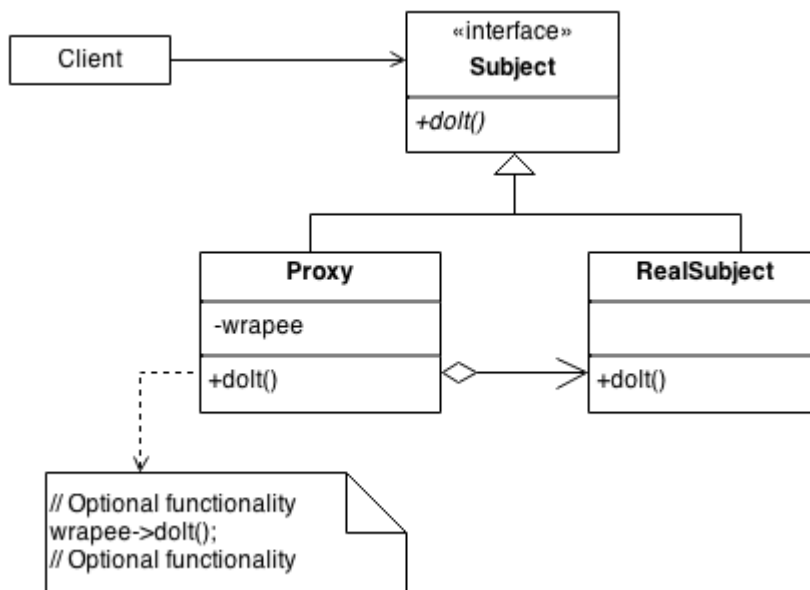 Client
«interface»
Subject
+doIt()
Proxy
-wrapee
+doIt()
RealSubject
+doIt()
// Optional functionality
wrapee->doIt();
// Optional functionality